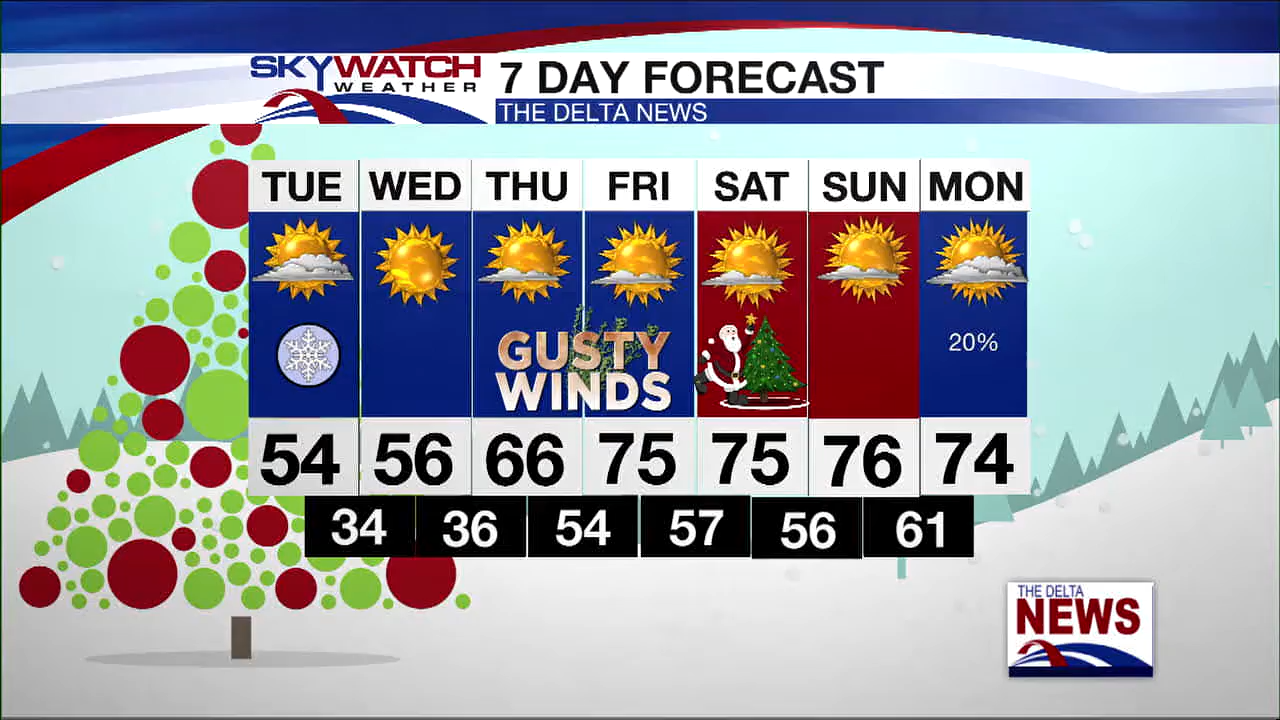 SKYWATCH
WEATHER
7 DAY FORECAST
THE DELTA NEWS
TUE WED THU FRI SAT SUN MON
20%
GUSTY
WINDS
54 56 66 75 75 76 74
34 36 54 57 56 61
THE DELTA
NEWS